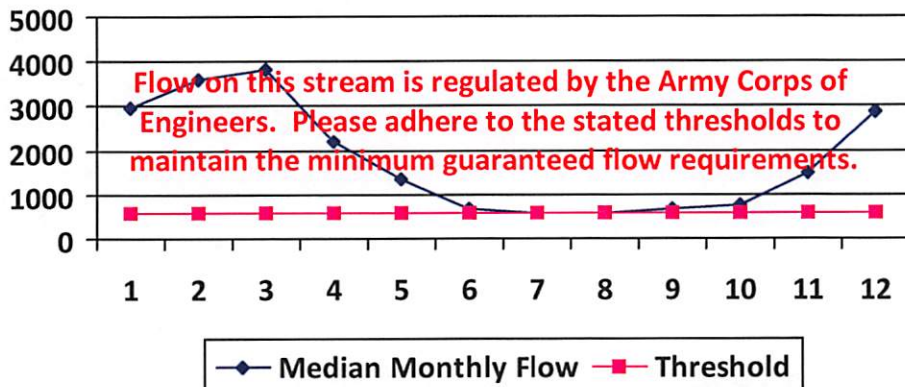 5000
4000
3000
2000
1000
0
Flow on this stream is regulated by the Army Corps of
Engineers. Please adhere to the stated thresholds to
maintain the minimum guaranteed flow requirements.
1 2 3 4 5 6 7 8 9 10 11 12
Median Monthly Flow Threshold